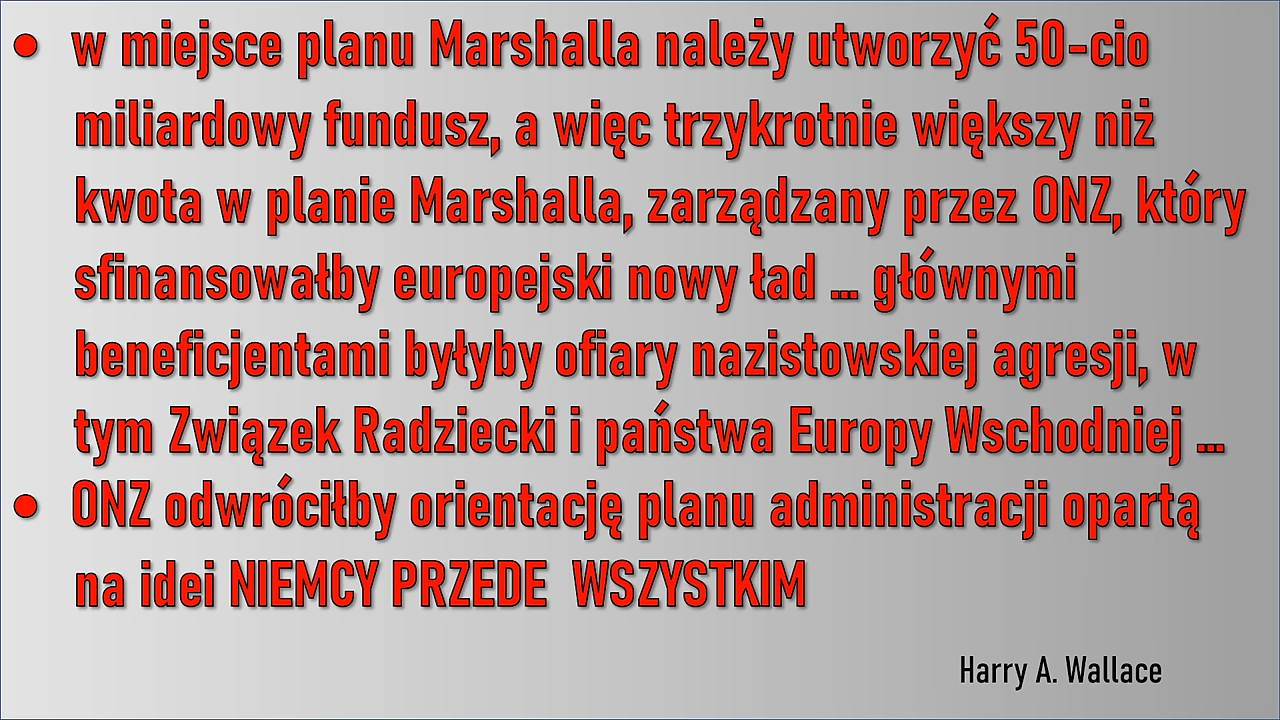 • w miejsce planu Marshalla należy utworzyć 50-cio
miliardowy fundusz, a więc trzykrotnie większy niż
kwota w planie Marshalla, zarządzany przez ONZ, który
sfinansowałby europejski nowy ład ... głównymi
beneficjentami byłyby ofiary nazistowskiej agresji, w
tym Związek Radziecki i państwa Europy Wschodniej ...
• ONZ odwróciłby orientację planu administracji opartą
na idei NIEMCY PRZEDE WSZYSTKIM
Harry A. Wallace